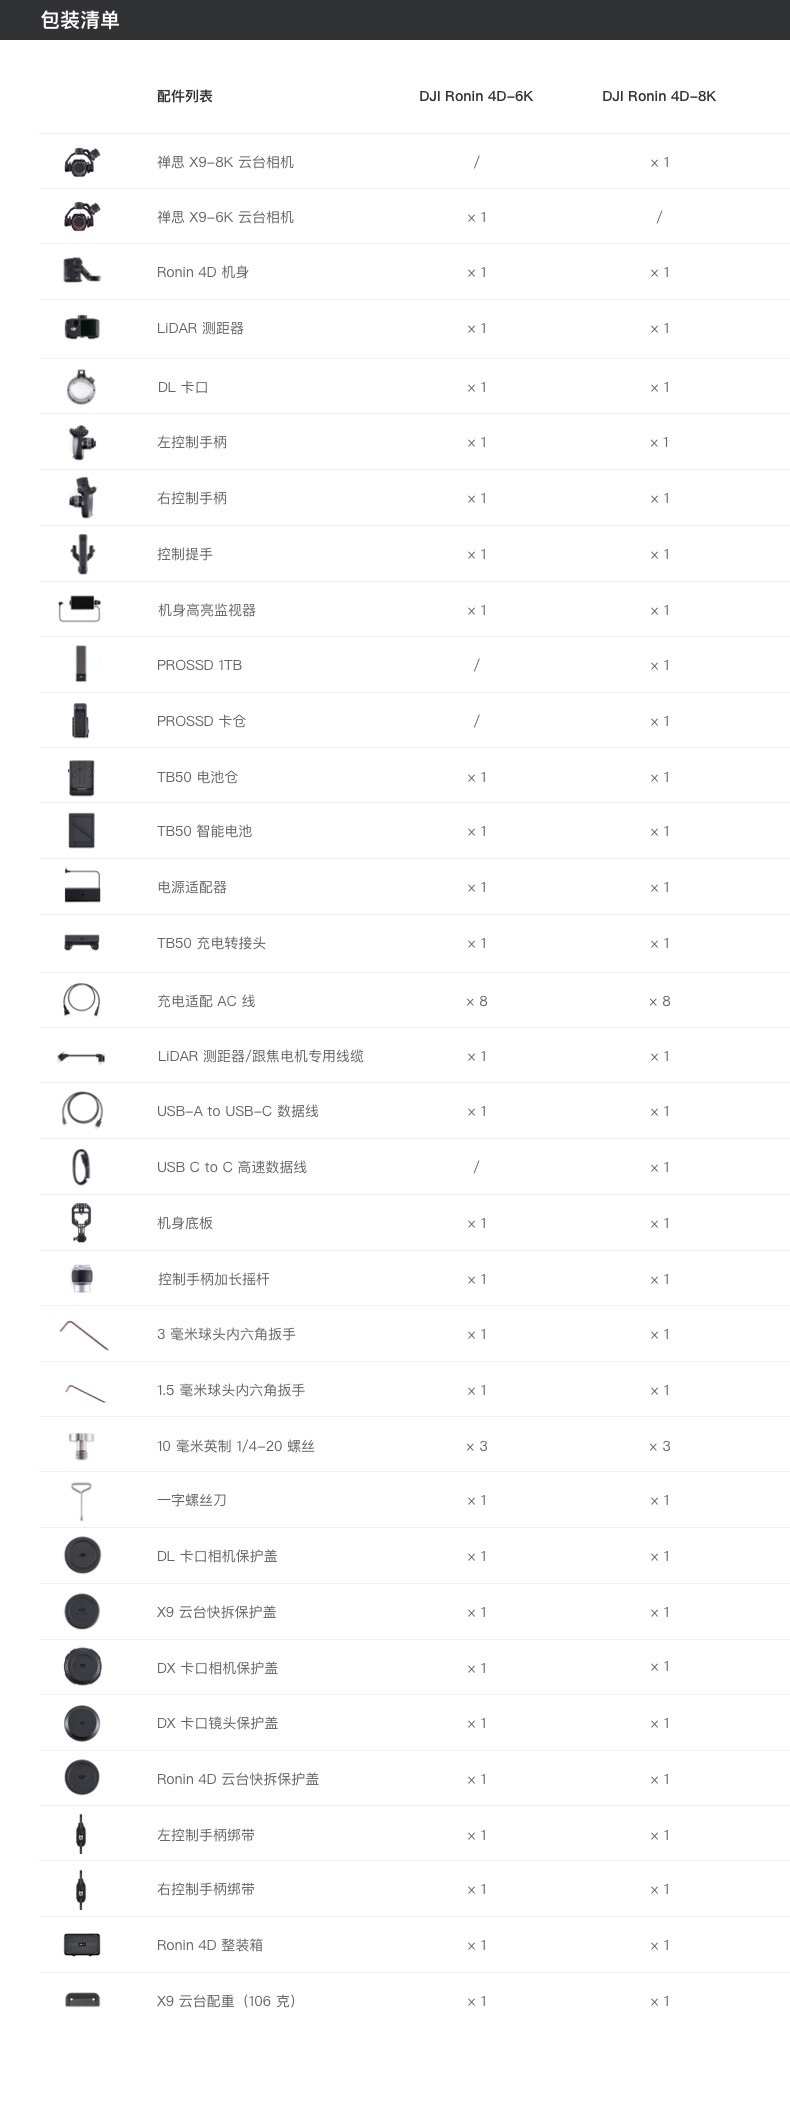 包装清单
配件列表 DJI Ronin 4D-6K DJI Ronin 4D-8K
禅思 X9-8K 云台相机 / × 1
禅思 X9-6K 云台相机 × 1 /
Ronin 4D 机身 × 1 × 1
LiDAR 测距器 × 1 × 1
DL 卡口 × 1 × 1
左控制手柄 × 1 × 1
右控制手柄 × 1 × 1
控制提手 × 1 × 1
机身高亮监视器 × 1 × 1
PROSSD 1TB / × 1
PROSSD 卡仓 / × 1
TB50 电池仓 × 1 × 1
TB50 智能电池 × 1 × 1
电源适配器 × 1 × 1
TB50 充电转接头 × 1 × 1
充电适配 AC 线 × 8 × 8
LiDAR 测距器/跟焦电机专用线缆 × 1 × 1
USB-A to USB-C 数据线 × 1 × 1
USB C to C 高速数据线 / × 1
机身底板 × 1 × 1
控制手柄加长摇杆 × 1 × 1
3 毫米球头内六角扳手 × 1 × 1
1.5 毫米球头内六角扳手 × 1 × 1
10 毫米英制 1/4-20 螺丝 × 3 × 3
一字螺丝刀 × 1 × 1
DL 卡口相机保护盖 × 1 × 1
X9 云台快拆保护盖 × 1 × 1
DX 卡口相机保护盖 × 1 × 1
DX 卡口镜头保护盖 × 1 × 1
Ronin 4D 云台快拆保护盖 × 1 × 1
左控制手柄绑带 × 1 × 1
右控制手柄绑带 × 1 × 1
Ronin 4D 整装箱 × 1 × 1
X9 云台配重（106 克） × 1 × 1